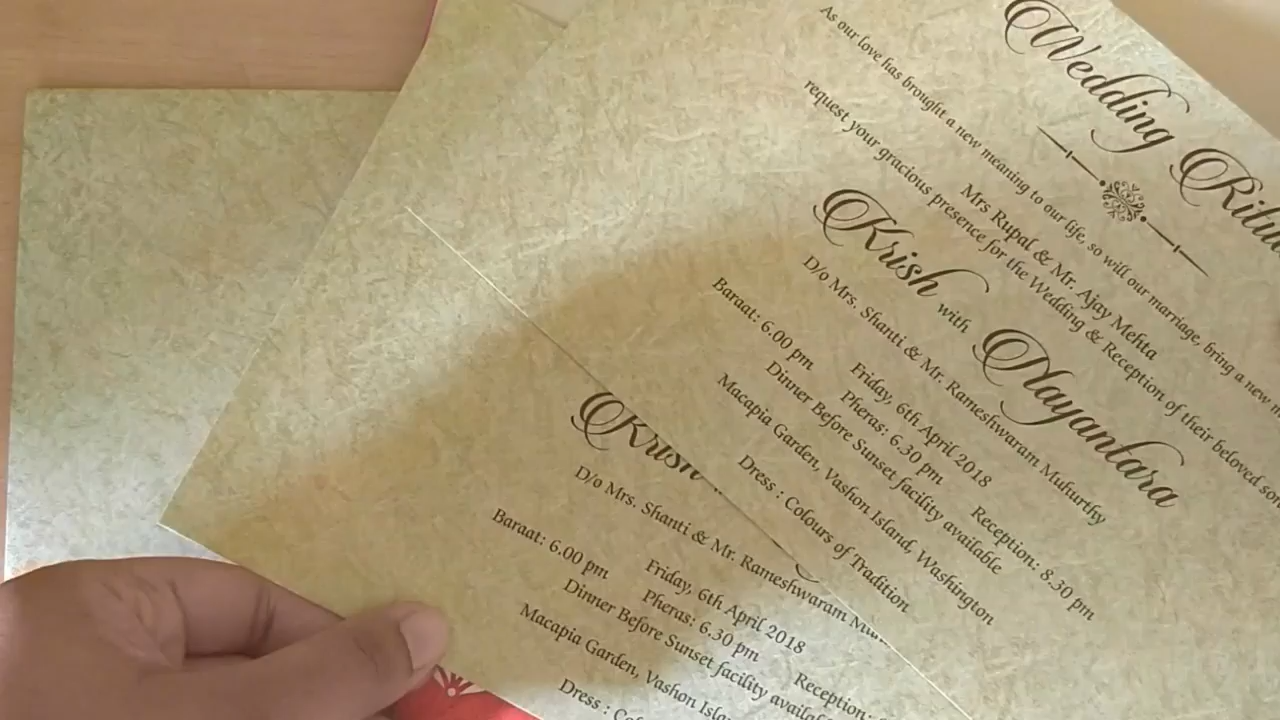 Wedding
As our love has brought a new meaning to our life, so will our marriage, bring a new
request your gracious presence for the Wedding & Reception of their beloved son
Mrs Rupal & Mr. Ajay Mehta
Krish with Nayantara
D/o Mrs. Shanti & Mr. Rameshwaram Muhurthy
Friday, 6th April 2018
Baraat: 6.00 pm Pheras: 6.30 pm Reception: 8.30 pm
Dinner Before Sunset facility available
Macapia Garden, Vashon Island, Washington
Dress : Colours of Tradition
Krish
D/o Mrs. Shanti & Mr. Rameshwaram
Friday, 6th April 2018
Baraat: 6.00 pm Pheras: 6.30 pm Reception:
Dinner Before Sunset facility
Macapia Garden, Vashon
Dress :